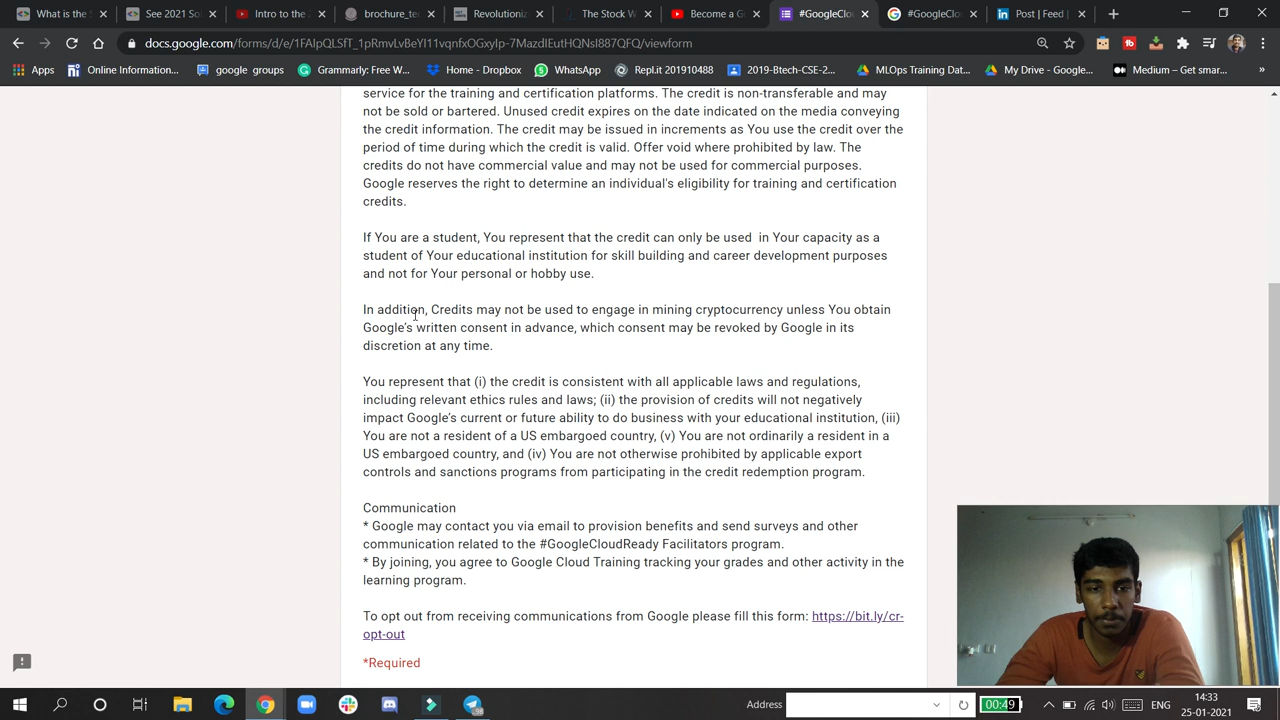 What is the S
See 2021 So
Intro to the
brochure_te
Revolutioni
The Stock W
Become a G
#GoogleClou
#GoogleClo
Post | Feed |
docs.google.com/forms/d/e/
/viewform
Apps
Online Information...
google groups
Grammarly: Free W...
Home - Dropbox
WhatsApp
Repl.it 201910488
2019-Btech-CSE-2...
MLOps Training Dat...
My Drive - Google...
Medium – Get smar...
service for the training and certification platforms. The credit is non-transferable and may
not be sold or bartered. Unused credit expires on the date indicated on the media conveying
the credit information. The credit may be issued in increments as You use the credit over the
period of time during which the credit is valid. Offer void where prohibited by law. The
credits do not have commercial value and may not be used for commercial purposes.
Google reserves the right to determine an individual's eligibility for training and certification
credits.
If You are a student, You represent that the credit can only be used in Your capacity as a
student of Your educational institution for skill building and career development purposes
and not for Your personal or hobby use.
In addition, Credits may not be used to engage in mining cryptocurrency unless You obtain
Google's written consent in advance, which consent may be revoked by Google in its
discretion at any time.
You represent that (i) the credit is consistent with all applicable laws and regulations,
including relevant ethics rules and laws; (ii) the provision of credits will not negatively
impact Google's current or future ability to do business with your educational institution, (iii)
You are not a resident of a US embargoed country, (v) You are not ordinarily a resident in a
US embargoed country, and (iv) You are not otherwise prohibited by applicable export
controls and sanctions programs from participating in the credit redemption program.
Communication
* Google may contact you via email to provision benefits and send surveys and other
communication related to the #GoogleCloudReady Facilitators program.
* By joining, you agree to Google Cloud Training tracking your grades and other activity in the
learning program.
To opt out from receiving communications from Google please fill this form: https://bit.ly/cr-
opt-out
*Required
Address
00:49
14:33
25-01-2021